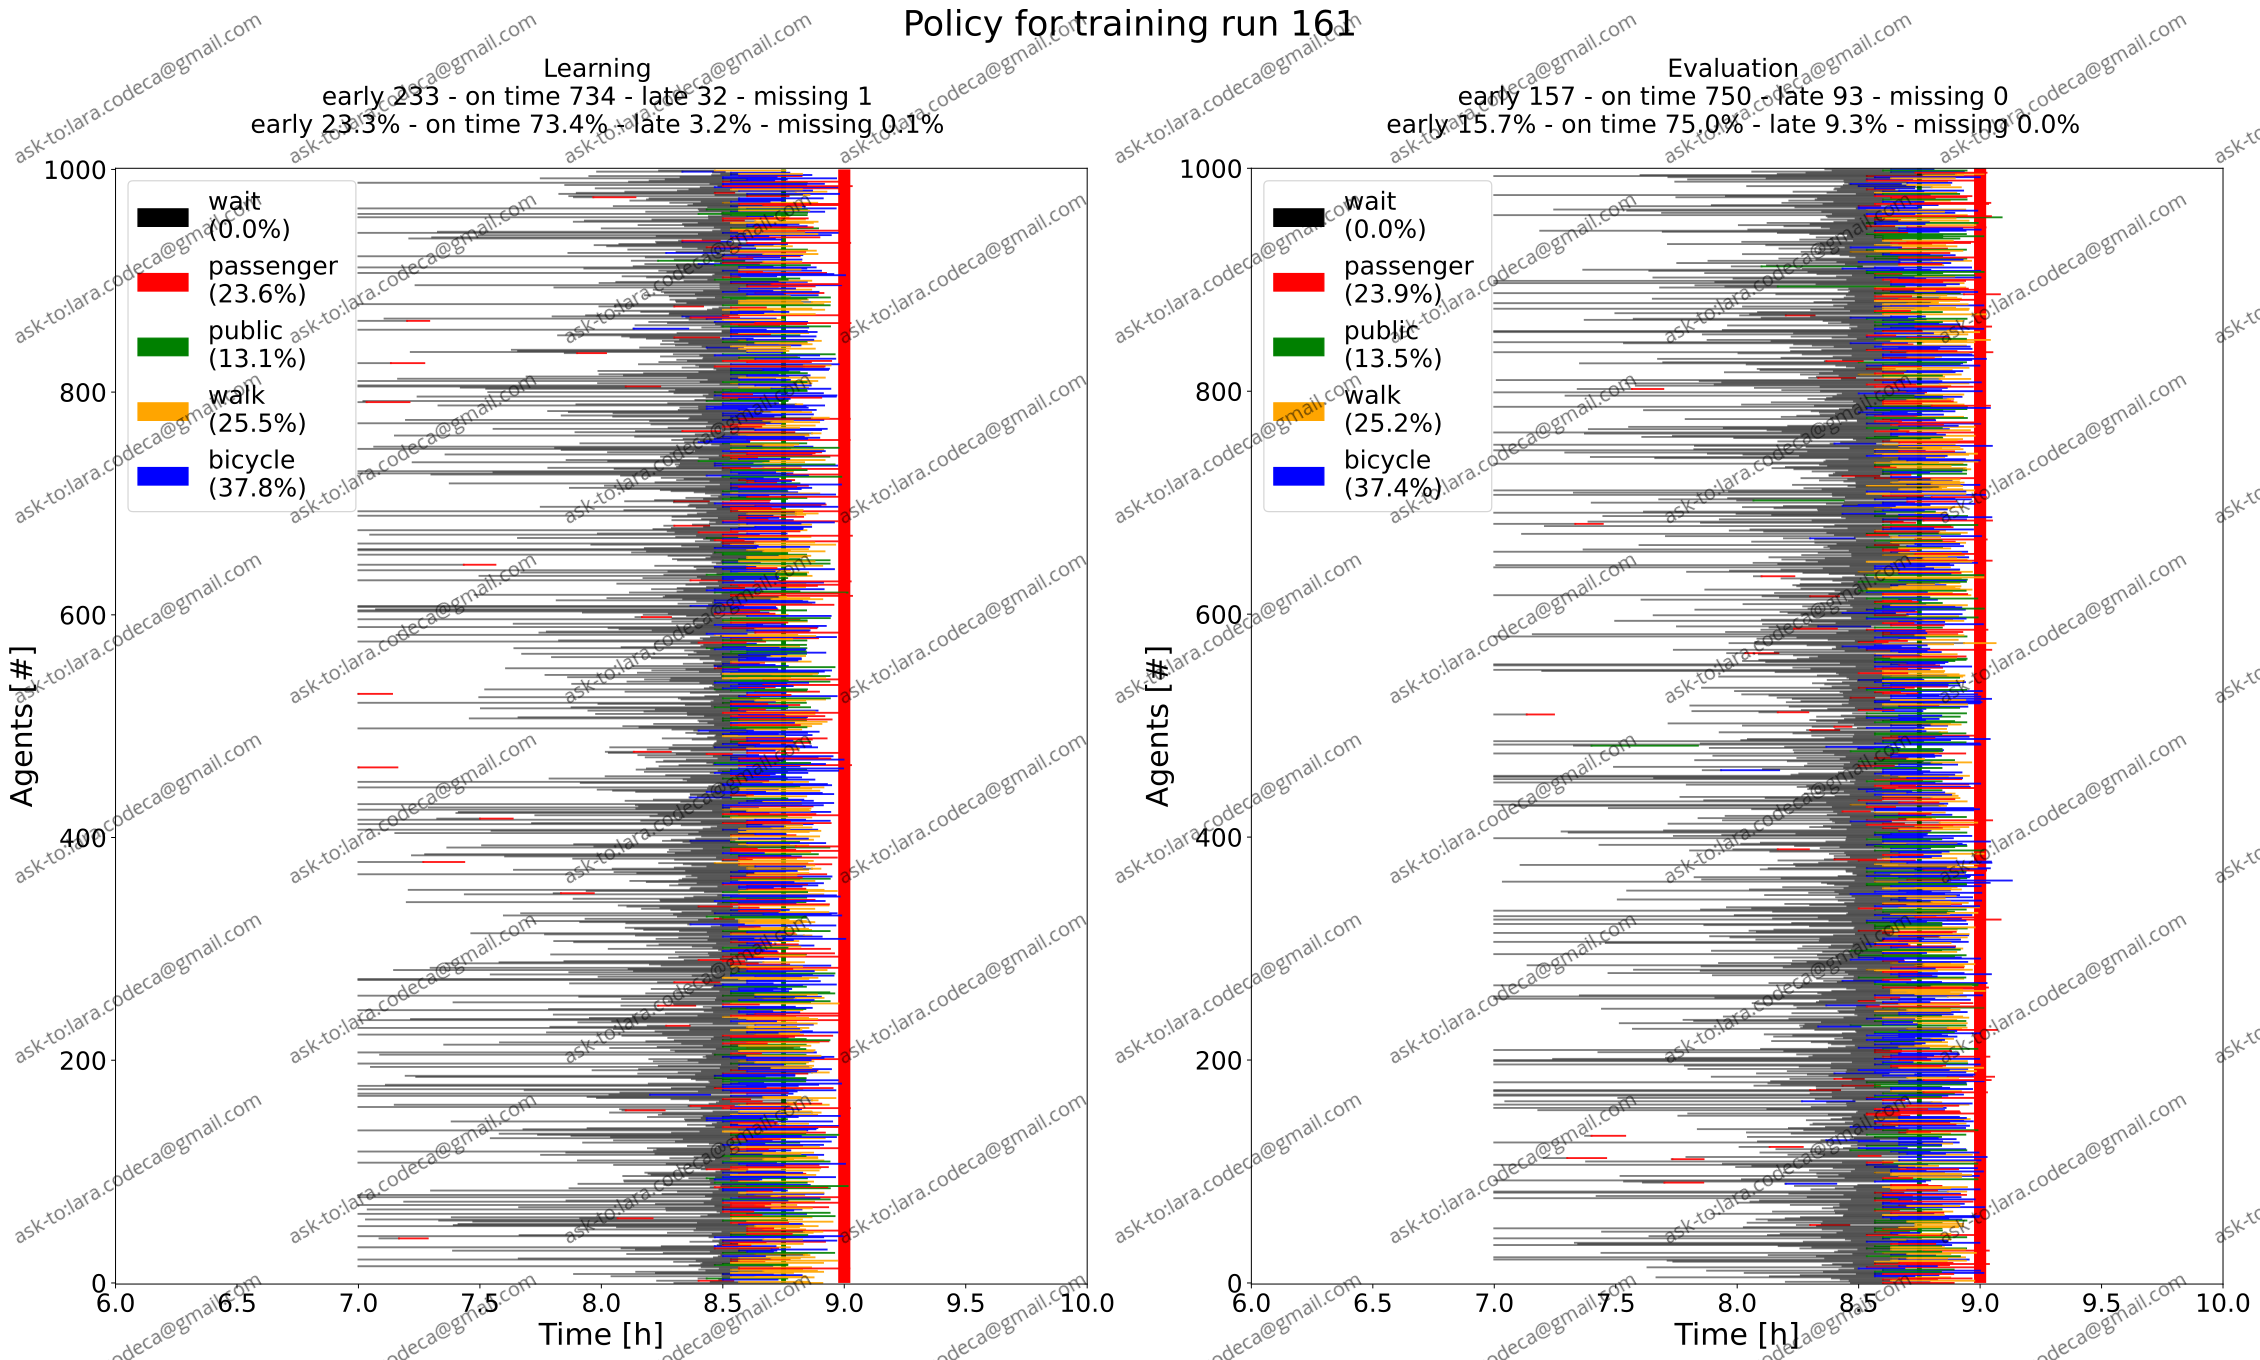 Policy for training run 161
Learning
early 233 - on time 734 - late 32 - missing 1
early 23.3% - on time 73.4% - late 3.2% - missing 0.1%
Evaluation
early 157 - on time 750 - late 93 - missing 0
early 15.7% - on time 75.0% - late 9.3% - missing 0.0%
wait
(0.0%)
passenger
(23.6%)
public
(13.1%)
walk
(25.5%)
bicycle
(37.8%)
1000
800
600
400
200
0
Agents [#]
6.0 6.5 7.0 7.5 8.0 8.5 9.0 9.5 10.0
Time [h]
wait
(0.0%)
passenger
(23.9%)
public
(13.5%)
walk
(25.2%)
bicycle
(37.4%)
1000
800
600
400
200
0
Agents [#]
6.0 6.5 7.0 7.5 8.0 8.5 9.0 9.5 10.0
Time [h]
ask-to:lara.codeca@gmail.com